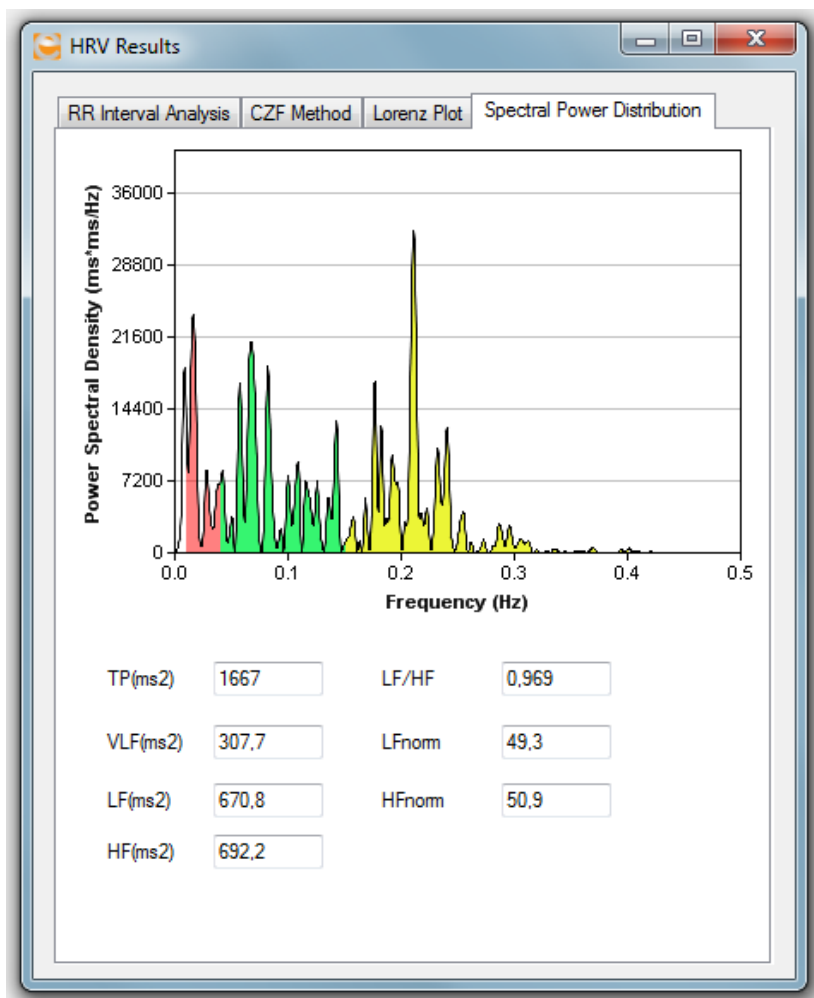 HRV Results
RR Interval Analysis CZF Method Lorenz Plot Spectral Power Distribution
Power Spectral Density (ms*ms/Hz)
36000
28800
21600
14400
7200
0
0.0 0.1 0.2 0.3 0.4 0.5
Frequency (Hz)
TP(ms2) 1667 LF/HF 0,969
VLF(ms2) 307,7 LFnorm 49,3
LF(ms2) 670,8 HFnorm 50,9
HF(ms2) 692,2